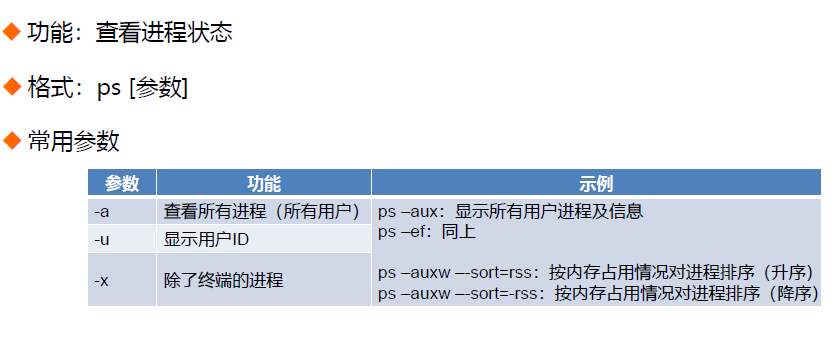 ◆ 功能：查看进程状态
◆ 格式：ps [参数]
◆ 常用参数
参数 功能 示例
-a 查看所有进程（所有用户） ps –aux：显示所有用户进程及信息
ps –ef：同上
-u 显示用户ID
-x 除了终端的进程 ps –auxw –-sort=rss：按内存占用情况对进程排序（升序）
ps –auxw –-sort=-rss：按内存占用情况对进程排序（降序）